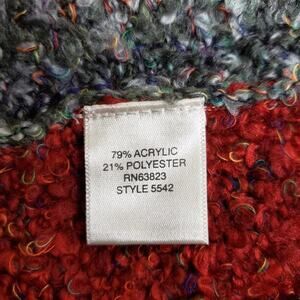 79% ACRYLIC
21% POLYESTER
RN63823
STYLE 5542